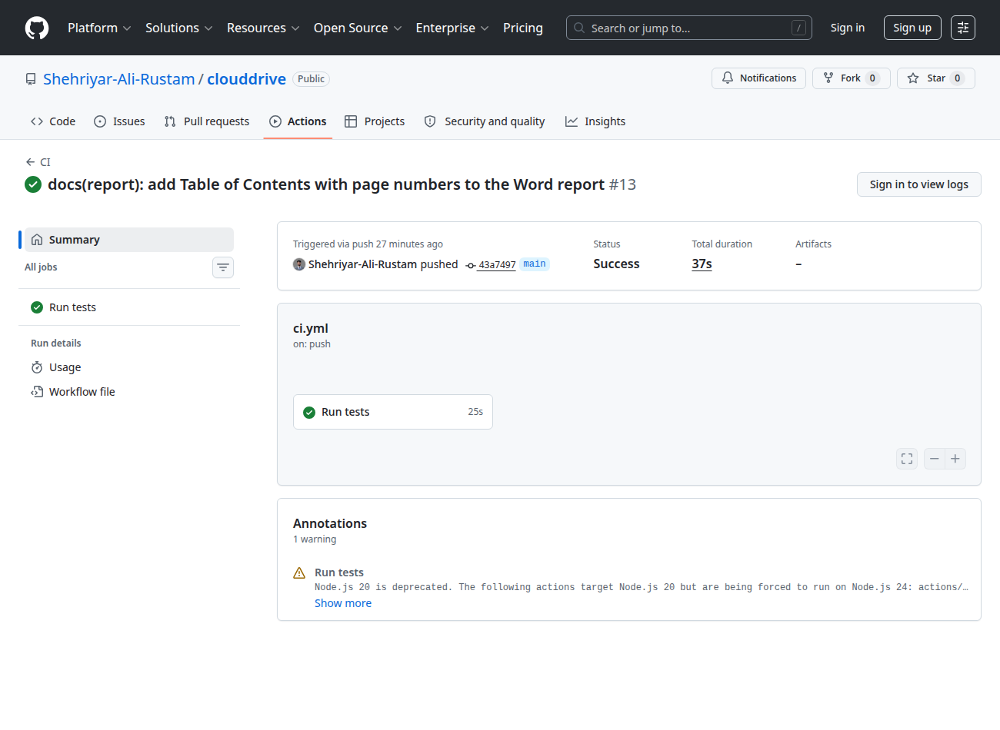 Platform Solutions Resources Open Source Enterprise Pricing Search or jump to... / Sign in Sign up
Shehriyar-Ali-Rustam / clouddrive Public Notifications Fork 0 Star 0
Code Issues Pull requests Actions Projects Security and quality Insights
CI
docs(report): add Table of Contents with page numbers to the Word report #13
Sign in to view logs
Summary
All jobs
Run tests
Run details
Usage
Workflow file
Triggered via push 27 minutes ago
Shehriyar-Ali-Rustam pushed 43a7497 main
Status
Success
Total duration
37s
Artifacts
–
ci.yml
on: push
Run tests 25s
Annotations
1 warning
Run tests
Node.js 20 is deprecated. The following actions target Node.js 20 but are being forced to run on Node.js 24: actions/…
Show more